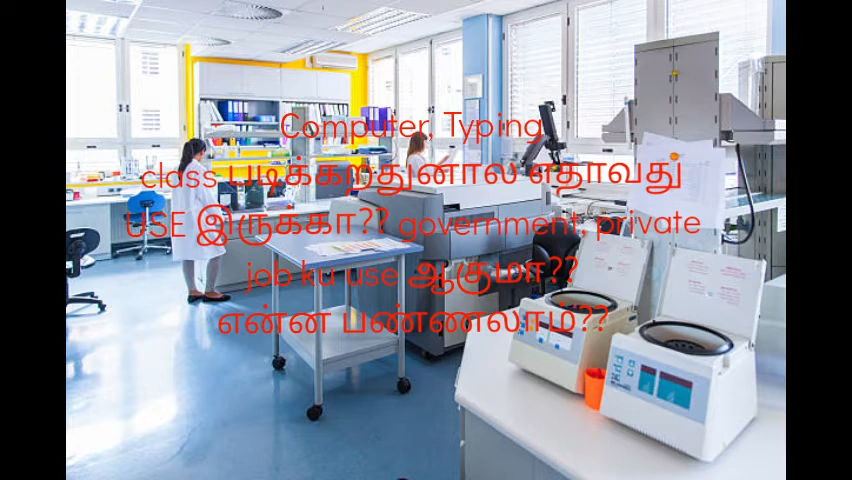 Computer, Typing
class படிக்கறதுனால எதாவது
USE இருக்கா?? government, private
job ku use ஆகுமா??
என்ன பண்ணலாம்??